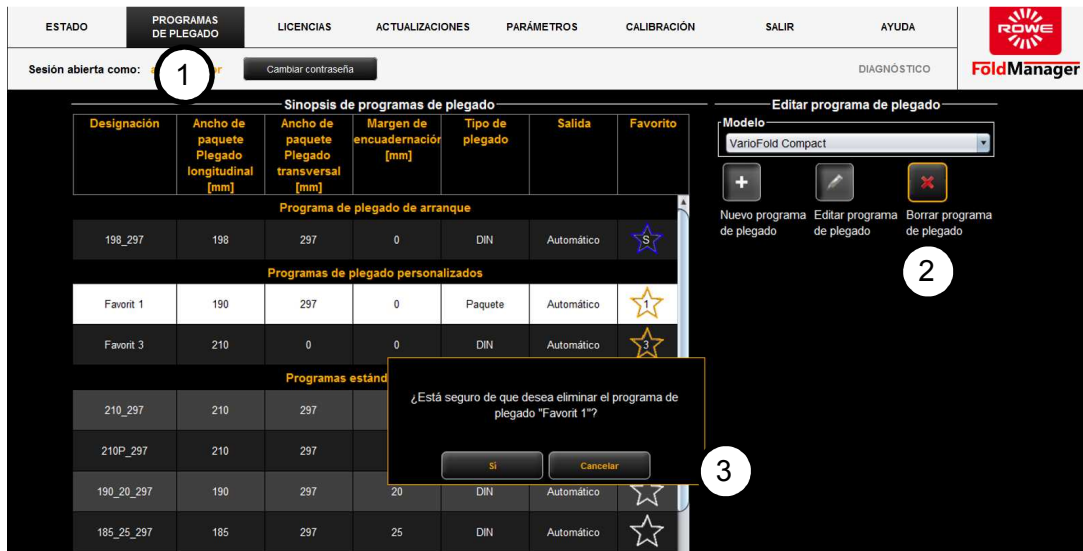 ESTADO
PROGRAMAS
DE PLEGADO
LICENCIAS
ACTUALIZACIONES
PARÁMETROS
CALIBRACIÓN
SALIR
AYUDA
ROWE
FoldManager
Sesión abierta como:
1
Cambiar contraseña
DIAGNÓSTICO
Sinopsis de programas de plegado
Designación
Ancho de
paquete
Plegado
longitudinal
[mm]
Ancho de
paquete
Plegado
transversal
[mm]
Margen de
encuadernación
[mm]
Tipo de
plegado
Salida
Favorito
Programa de plegado de arranque
198_297 198 297 0 DIN Automático S
Programas de plegado personalizados
Favorit 1 190 297 0 Paquete Automático 1
Favorit 3 210 0 0 DIN Automático 3
Programas estánd
210_297 210 297
210P_297 210 297
190_20_297 190 297 20 DIN Automático
185_25_297 185 297 25 DIN Automático
Editar programa de plegado
Modelo
VarioFold Compact
Nuevo programa
de plegado
Editar programa
de plegado
Borrar programa
de plegado
2
¿Está seguro de que desea eliminar el programa de
plegado "Favorit 1"?
Sí
Cancelar
3